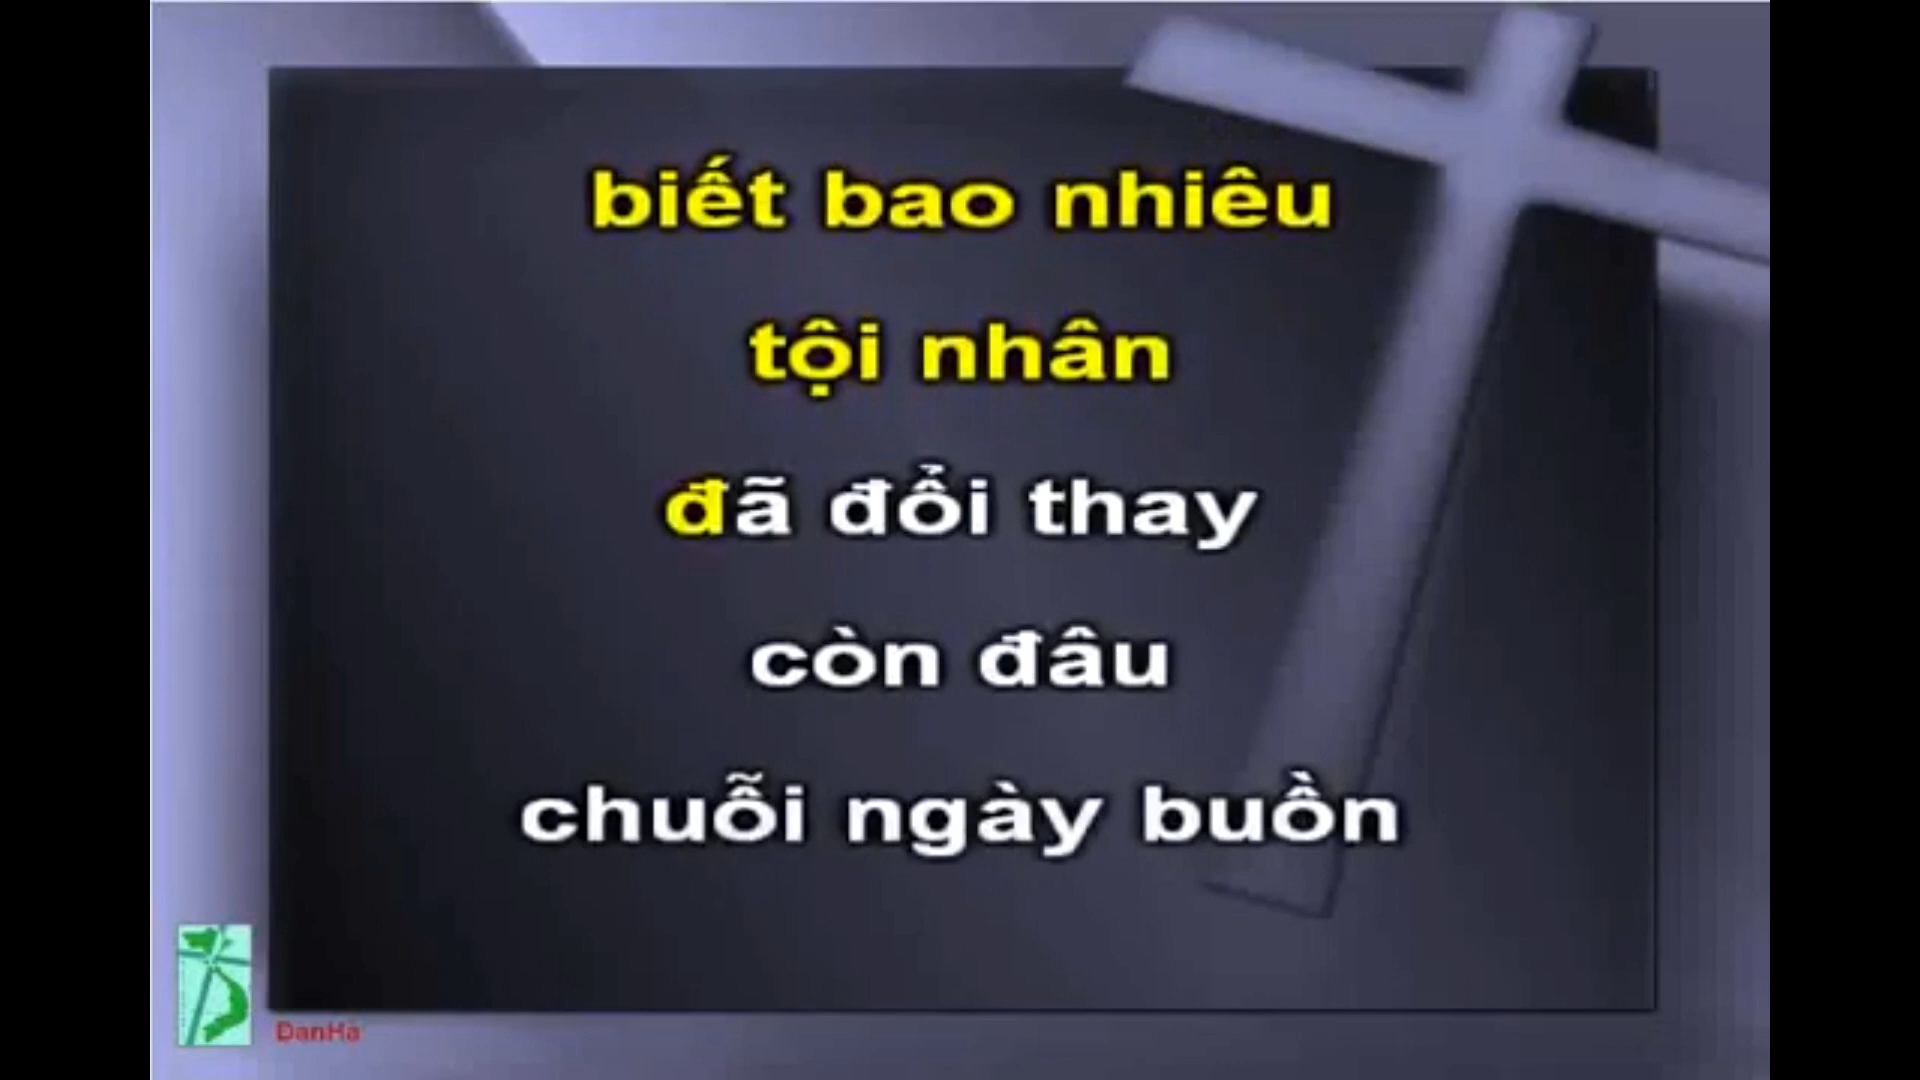 biết bao nhiêu
tội nhân
đã đổi thay
còn đâu
chuỗi ngày buồn
DanHa